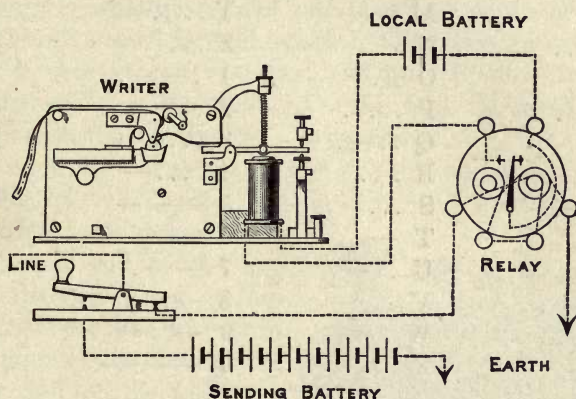 LOCAL BATTERY
WRITER
LINE
RELAY
EARTH
SENDING BATTERY